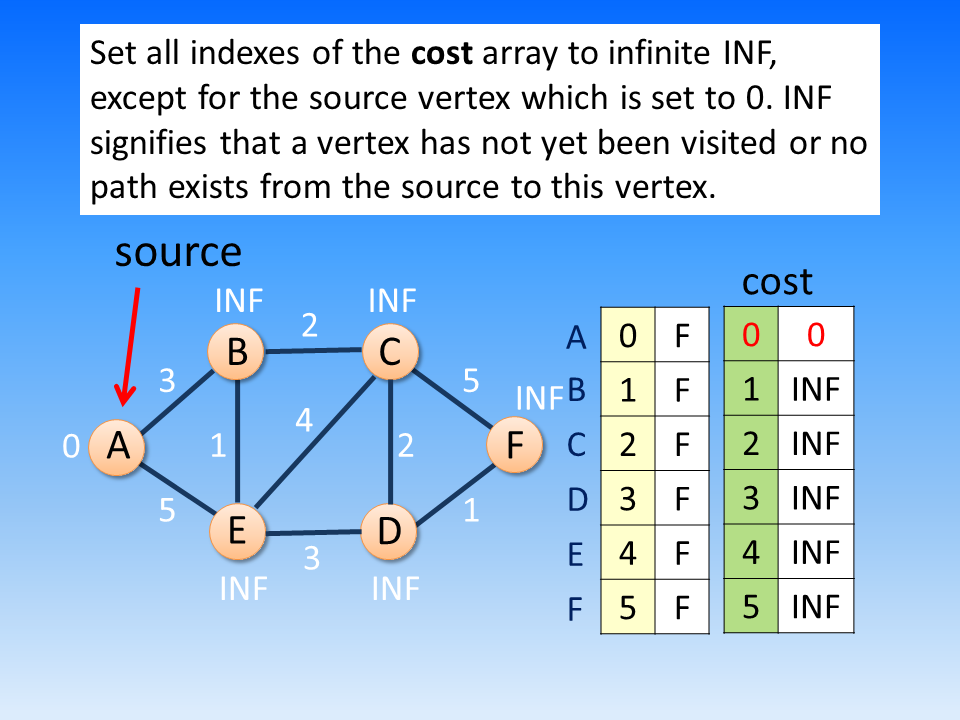 Set all indexes of the cost array to infinite INF,
except for the source vertex which is set to 0. INF
signifies that a vertex has not yet been visited or no
path exists from the source to this vertex.
source
cost
INF INF
2
B C
3 5
INF
4
0 A 1 2 F
5 1
E D
3
INF INF
A 0 F 0 0
B 1 F 1 INF
C 2 F 2 INF
D 3 F 3 INF
E 4 F 4 INF
F 5 F 5 INF